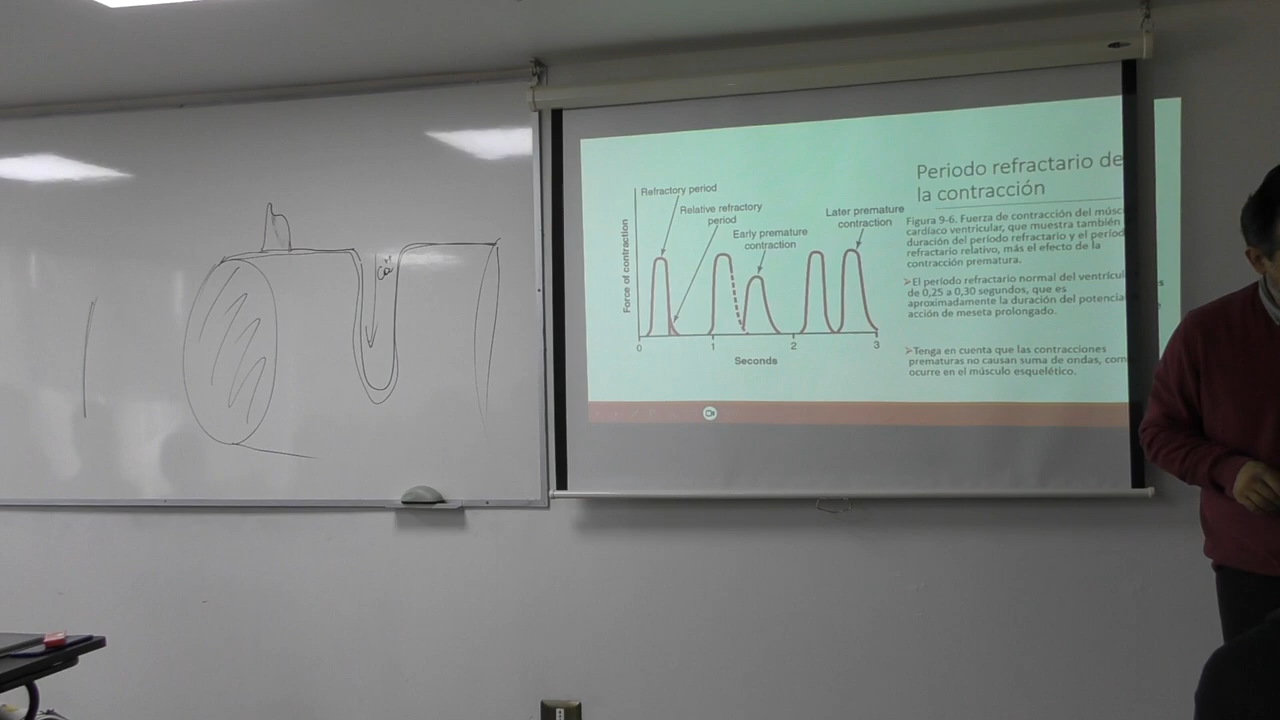 Ca++
Refractory period
Relative refractory
period
Early premature
contraction
Later premature
contraction
Force of contraction
0
1
2
3
Seconds
Periodo refractario de
la contracción
Figura 9-6. Fuerza de contracción del múscu
cardíaco ventricular, que muestra también
duración del período refractario y el períod
refractario relativo, más el efecto de la
contracción prematura.
➢El período refractario normal del ventrícul
de 0,25 a 0,30 segundos, que es
aproximadamente la duración del potencia
acción de meseta prolongado.
➢Tenga en cuenta que las contracciones
prematuras no causan suma de ondas, com
ocurre en el músculo esquelético.